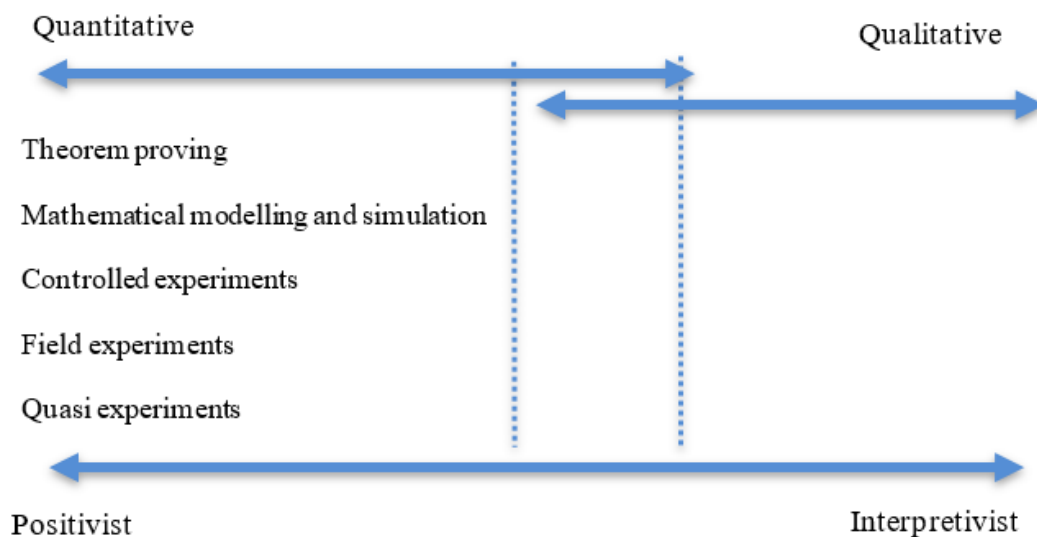 Quantitative
Qualitative
Theorem proving
Mathematical modelling and simulation
Controlled experiments
Field experiments
Quasi experiments
Positivist
Interpretivist